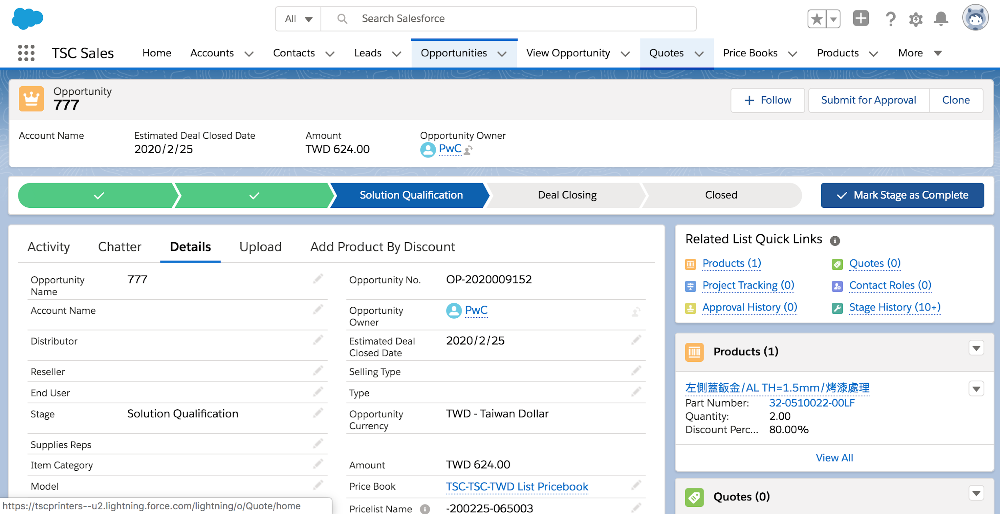 All
Search Salesforce
TSC Sales
Home
Accounts
Contacts
Leads
Opportunities
View Opportunity
Quotes
Price Books
Products
More
Opportunity
777
Follow
Submit for Approval
Clone
Account Name
Estimated Deal Closed Date
2020/2/25
Amount
TWD 624.00
Opportunity Owner
PwC
Solution Qualification
Deal Closing
Closed
Mark Stage as Complete
Activity
Chatter
Details
Upload
Add Product By Discount
Opportunity
Name
777
Opportunity No.
OP-2020009152
Account Name
Opportunity
Owner
PwC
Distributor
Estimated Deal
Closed Date
2020/2/25
Reseller
Selling Type
End User
Type
Stage
Solution Qualification
Opportunity
Currency
TWD - Taiwan Dollar
Supplies Reps
Item Category
Amount
TWD 624.00
Model
Price Book
TSC-TSC-TWD List Pricebook
Pricelist Name
-200225-065003
https://tscprinters--u2.lightning.force.com/lightning/o/Quote/home
Related List Quick Links
Products (1)
Quotes (0)
Project Tracking (0)
Contact Roles (0)
Approval History (0)
Stage History (10+)
Products (1)
左側蓋鈑金/AL TH=1.5mm/烤漆處理
Part Number:
32-0510022-00LF
Quantity:
2.00
Discount Perc...
80.00%
View All
Quotes (0)